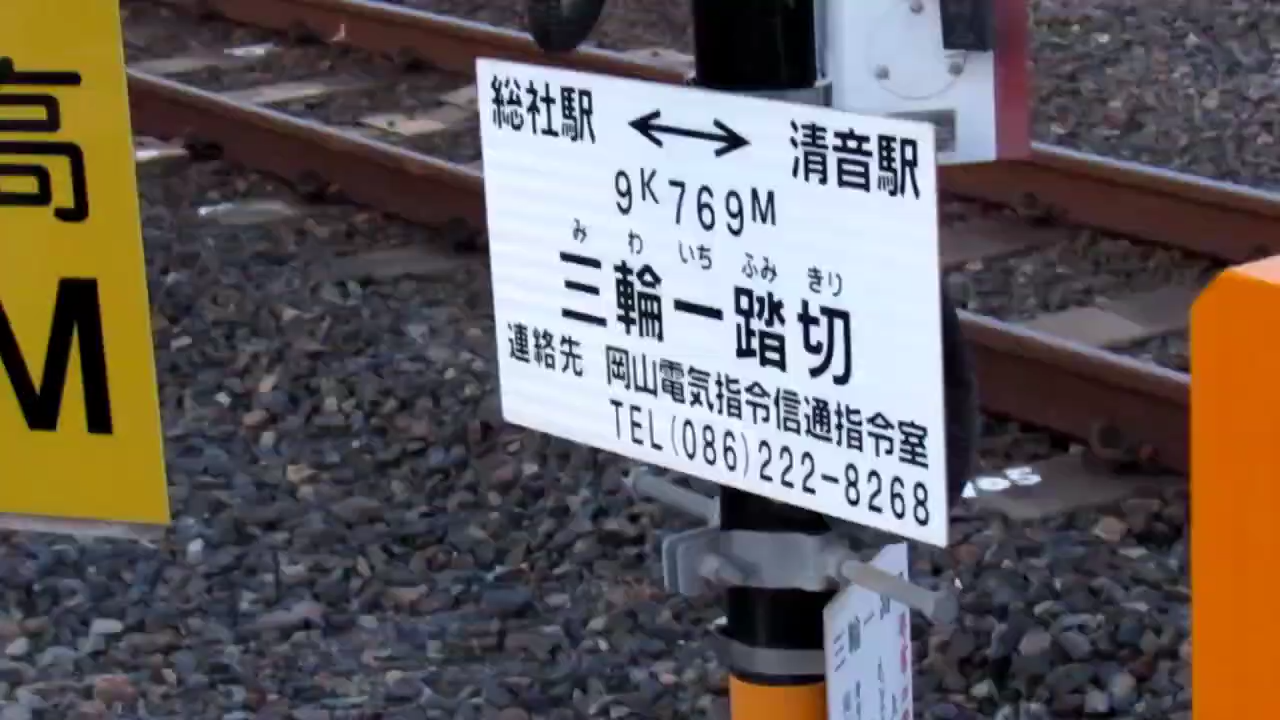 高
M
総社駅 ↔ 清音駅
9K769M
み わ いち ふみ きり
三輪一踏切
連絡先 岡山電気指令信通指令室
TEL(086)222-8268